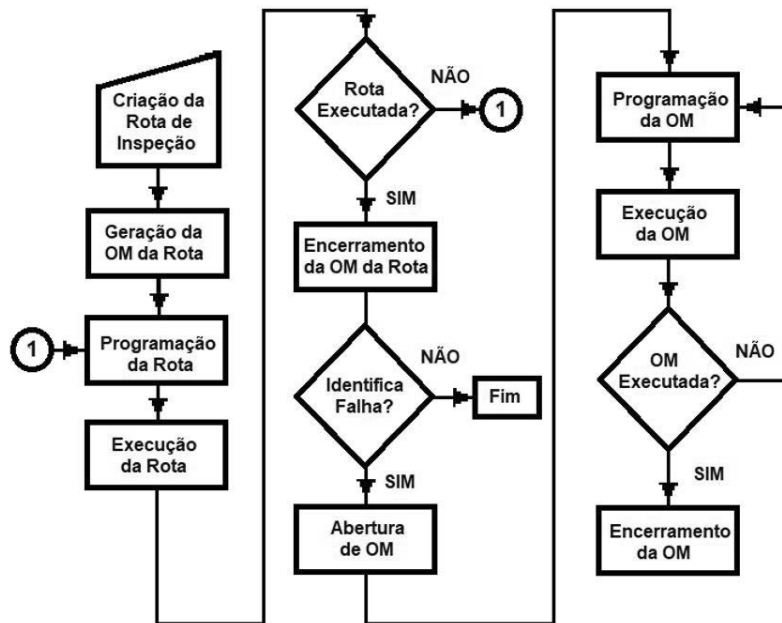 Criação da
Rota de
Inspeção
Geração da
OM da Rota
1
Programação
da Rota
Execução
da Rota
Rota
Executada?
NÃO
1
SIM
Encerramento
da OM da Rota
Identifica
Falha?
NÃO
Fim
SIM
Abertura
de OM
Programação
da OM
Execução
da OM
OM
Executada?
NÃO
SIM
Encerramento
da OM